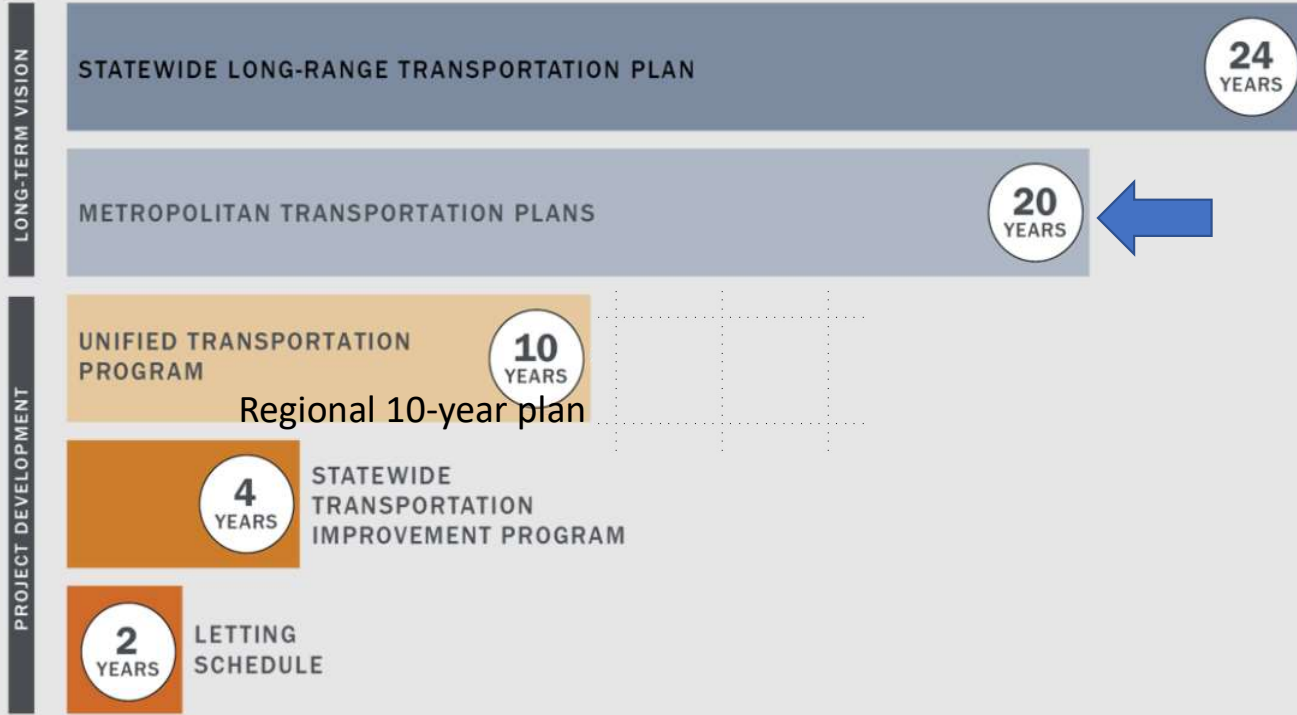 LONG-TERM VISION
STATEWIDE LONG-RANGE TRANSPORTATION PLAN
24
YEARS
METROPOLITAN TRANSPORTATION PLANS
20
YEARS
PROJECT DEVELOPMENT
UNIFIED TRANSPORTATION
PROGRAM
10
YEARS
Regional 10-year plan
4
YEARS
STATEWIDE
TRANSPORTATION
IMPROVEMENT PROGRAM
2
YEARS
LETTING
SCHEDULE